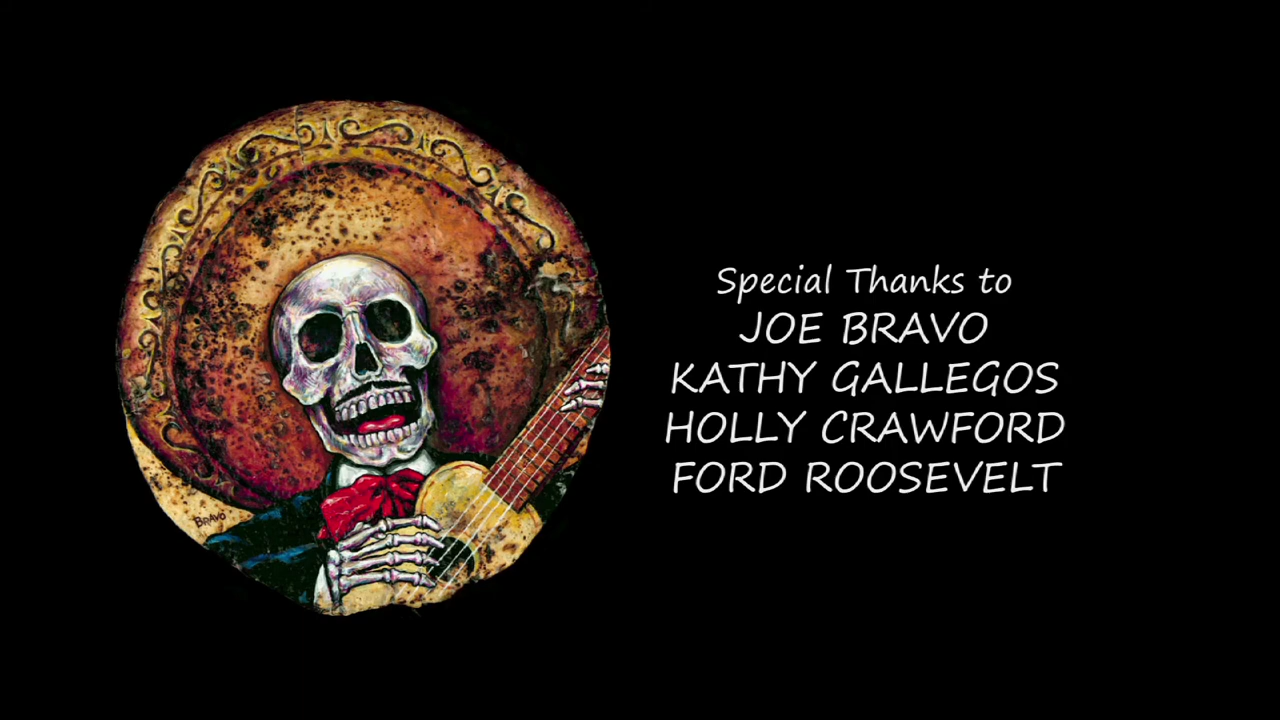 Special Thanks to
JOE BRAVO
KATHY GALLEGOS
HOLLY CRAWFORD
FORD ROOSEVELT
BRAVO